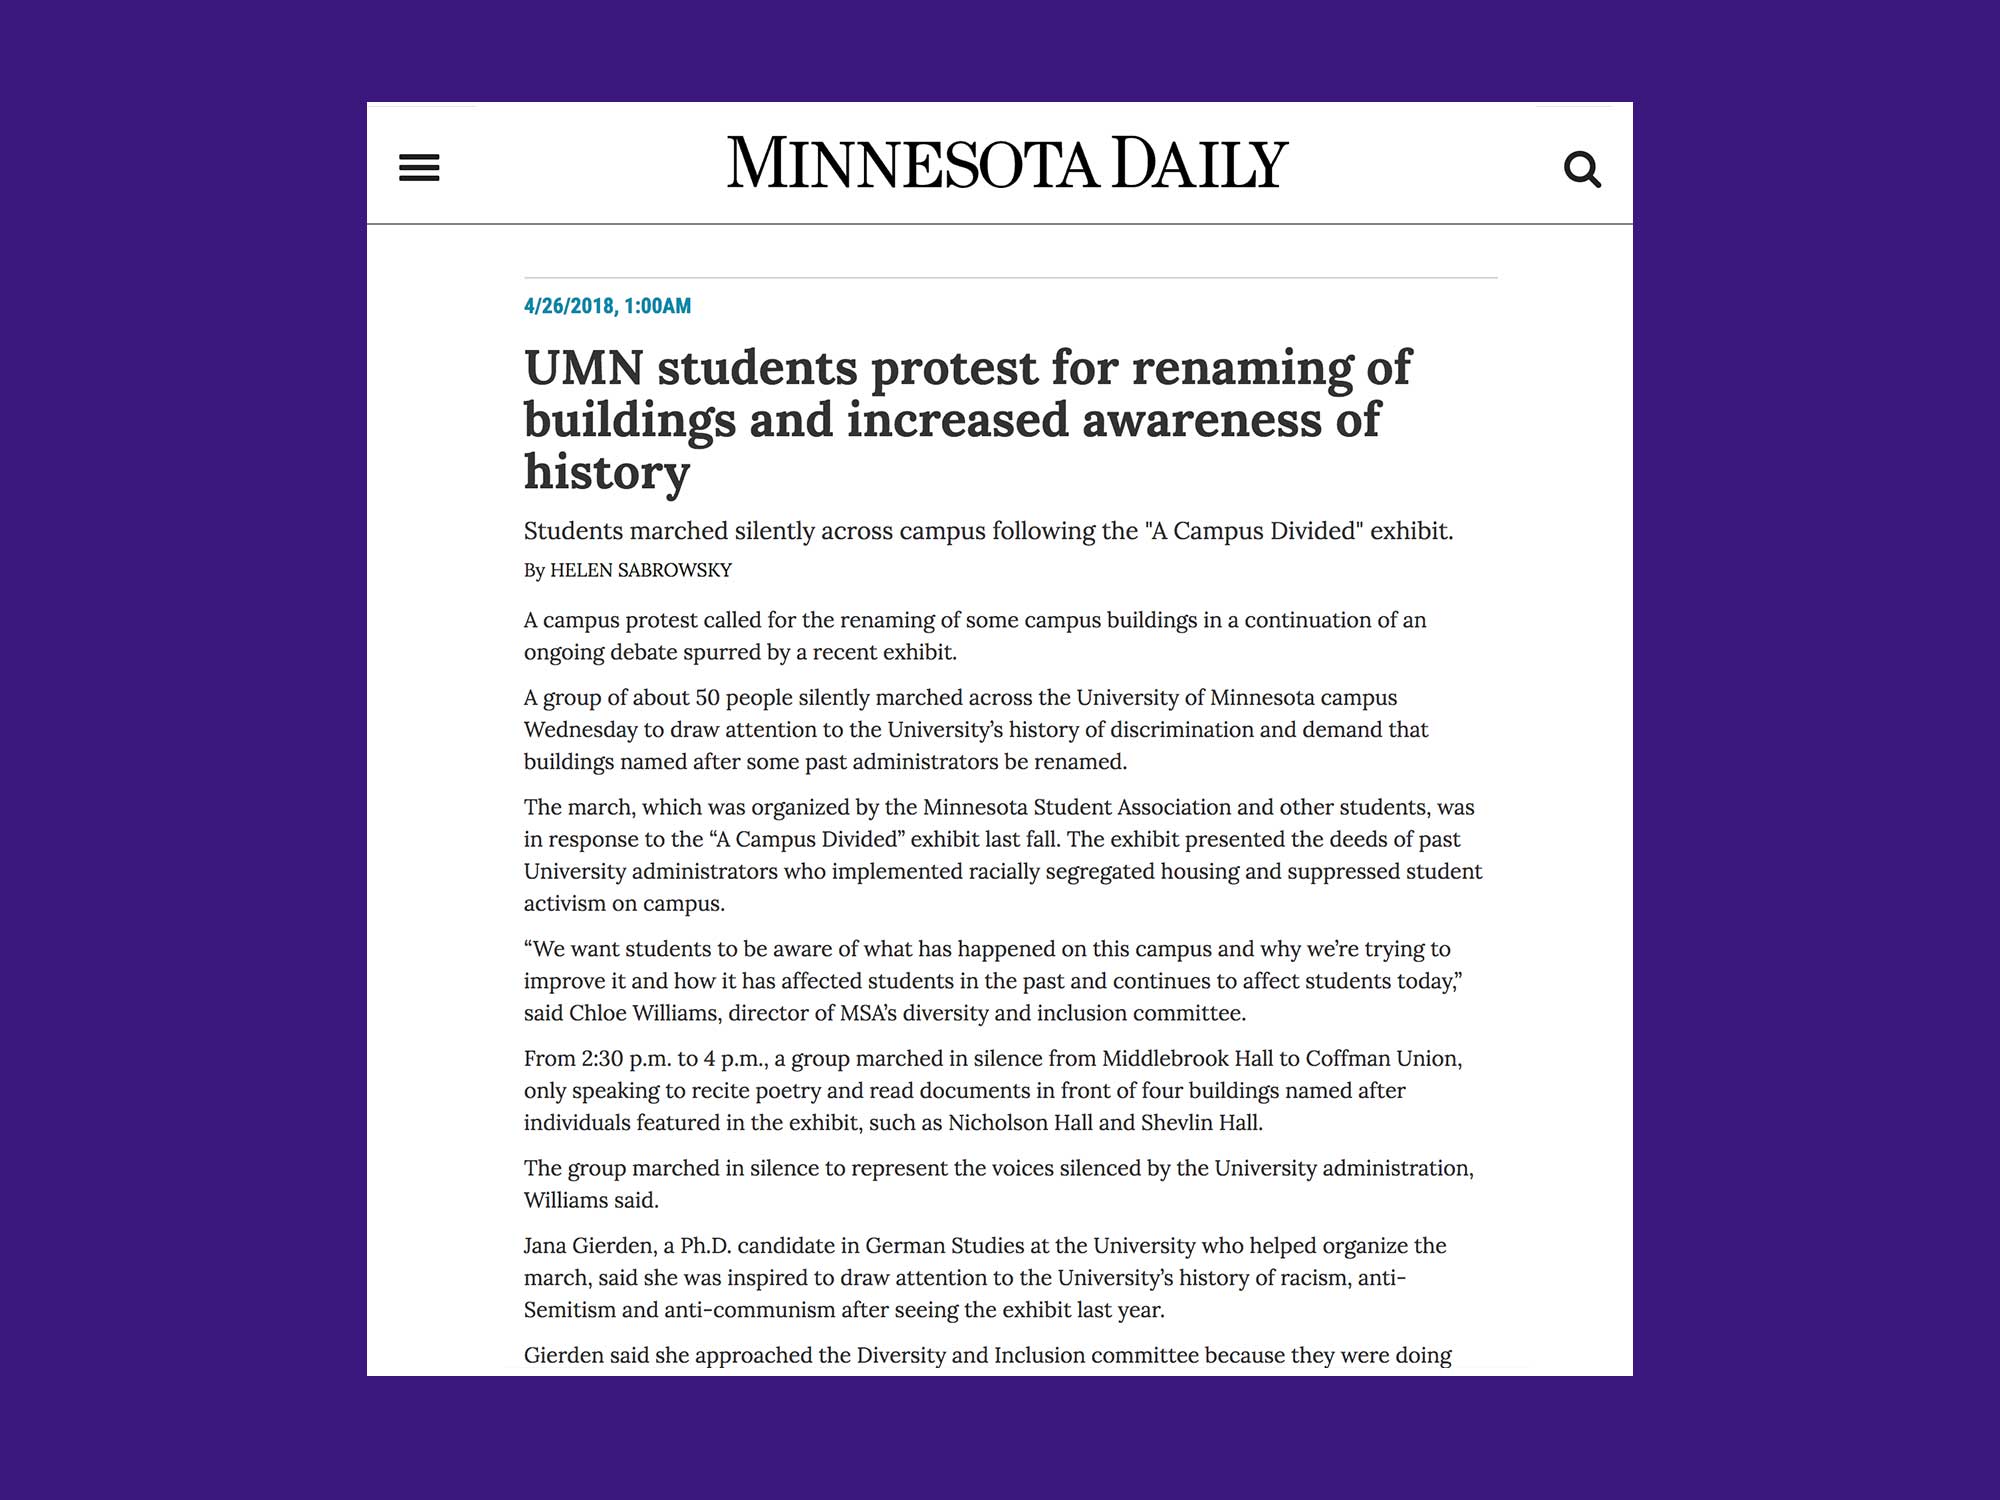 MINNESOTA DAILY
4/26/2018, 1:00AM
UMN students protest for renaming of
buildings and increased awareness of
history
Students marched silently across campus following the "A Campus Divided" exhibit.
By HELEN SABROWSKY
A campus protest called for the renaming of some campus buildings in a continuation of an
ongoing debate spurred by a recent exhibit.
A group of about 50 people silently marched across the University of Minnesota campus
Wednesday to draw attention to the University’s history of discrimination and demand that
buildings named after some past administrators be renamed.
The march, which was organized by the Minnesota Student Association and other students, was
in response to the “A Campus Divided” exhibit last fall. The exhibit presented the deeds of past
University administrators who implemented racially segregated housing and suppressed student
activism on campus.
“We want students to be aware of what has happened on this campus and why we’re trying to
improve it and how it has affected students in the past and continues to affect students today,”
said Chloe Williams, director of MSA’s diversity and inclusion committee.
From 2:30 p.m. to 4 p.m., a group marched in silence from Middlebrook Hall to Coffman Union,
only speaking to recite poetry and read documents in front of four buildings named after
individuals featured in the exhibit, such as Nicholson Hall and Shevlin Hall.
The group marched in silence to represent the voices silenced by the University administration,
Williams said.
Jana Gierden, a Ph.D. candidate in German Studies at the University who helped organize the
march, said she was inspired to draw attention to the University’s history of racism, anti-
Semitism and anti-communism after seeing the exhibit last year.
Gierden said she approached the Diversity and Inclusion committee because they were doing